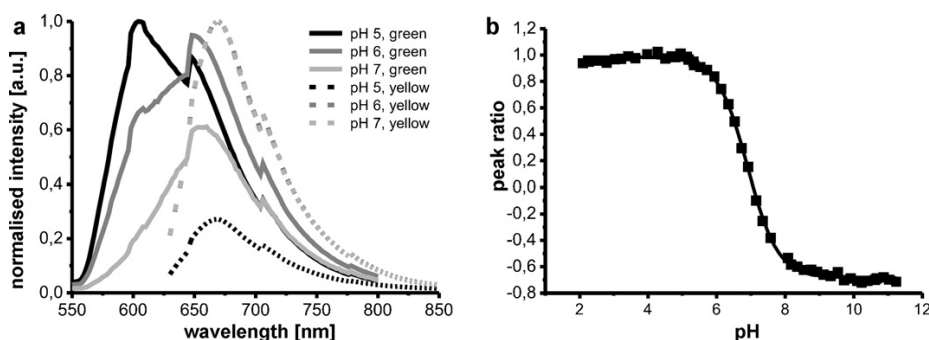 a
normalised intensity [a.u.]
1,0
0,8
0,6
0,4
0,2
0,0
550 600 650 700 750 800 850
wavelength [nm]
pH 5, green
pH 6, green
pH 7, green
pH 5, yellow
pH 6, yellow
pH 7, yellow
b
peak ratio
1,2
1,0
0,8
0,6
0,4
0,2
0,0
-0,2
-0,4
-0,6
-0,8
0 2 4 6 8 10 12
pH